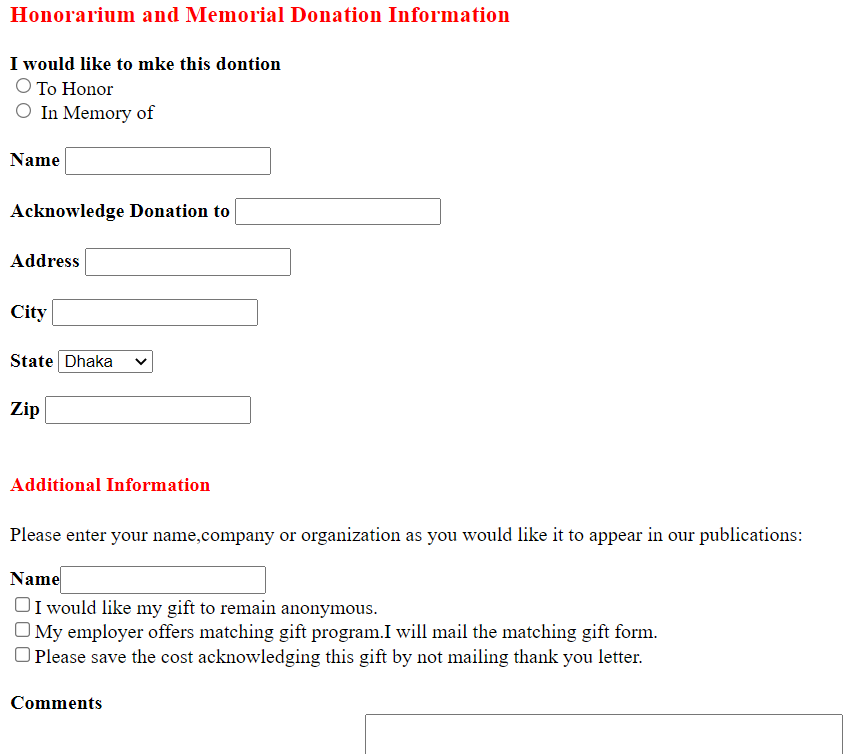 Honorarium and Memorial Donation Information
I would like to mke this dontion
To Honor
In Memory of
Name
Acknowledge Donation to
Address
City
State Dhaka
Zip
Additional Information
Please enter your name,company or organization as you would like it to appear in our publications:
Name
I would like my gift to remain anonymous.
My employer offers matching gift program.I will mail the matching gift form.
Please save the cost acknowledging this gift by not mailing thank you letter.
Comments